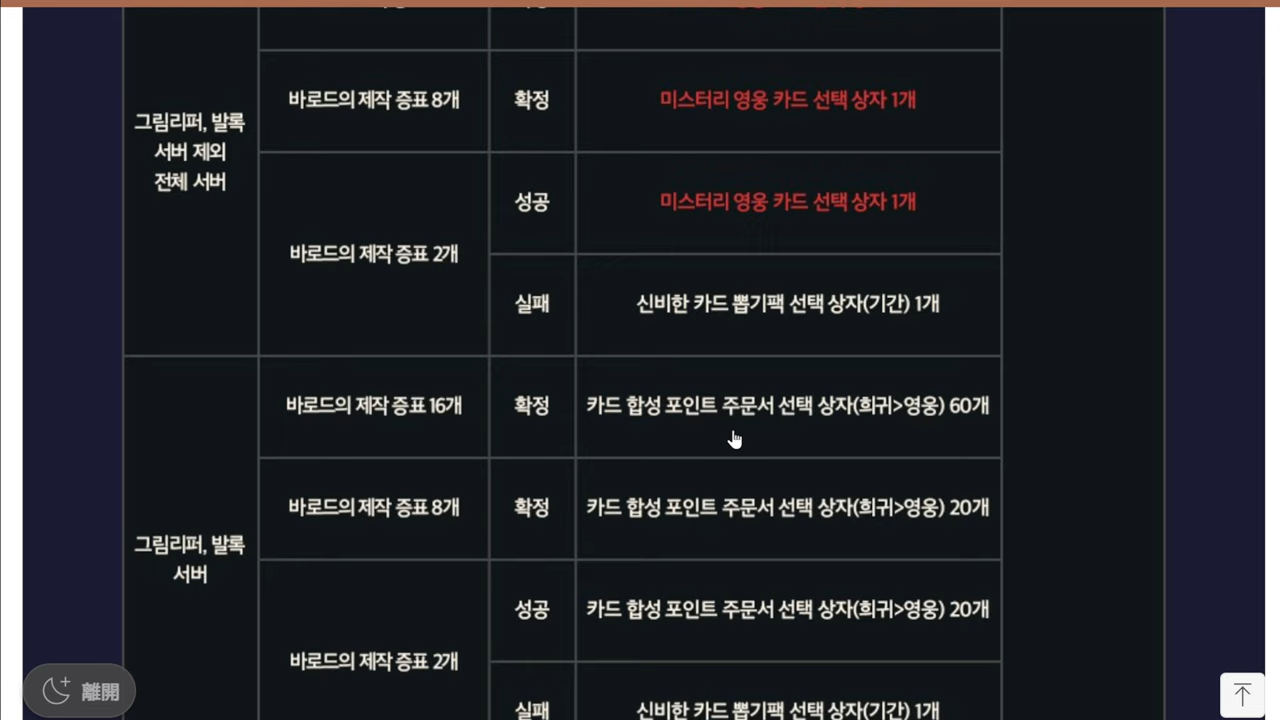 그림리퍼, 발록
서버 제외
전체 서버
바로드의 제작 증표 8개
확정
미스터리 영웅 카드 선택 상자 1개
바로드의 제작 증표 2개
성공
미스터리 영웅 카드 선택 상자 1개
실패
신비한 카드 뽑기팩 선택 상자(기간) 1개
그림리퍼, 발록
서버
바로드의 제작 증표 16개
확정
카드 합성 포인트 주문서 선택 상자(희귀>영웅) 60개
바로드의 제작 증표 8개
확정
카드 합성 포인트 주문서 선택 상자(희귀>영웅) 20개
바로드의 제작 증표 2개
성공
카드 합성 포인트 주문서 선택 상자(희귀>영웅) 20개
실패
신비한 카드 뽑기팩 선택 상자(기간) 1개
離開